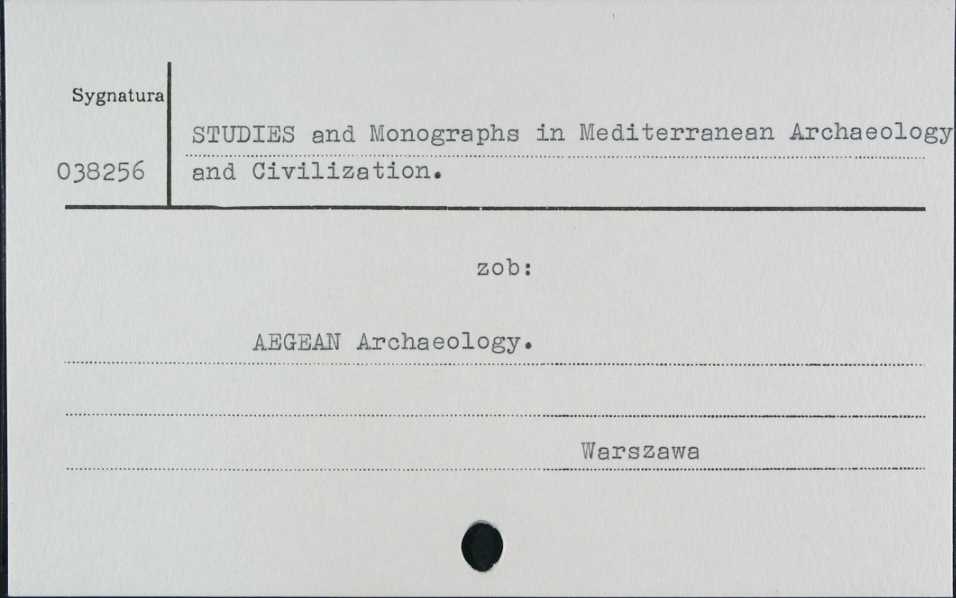 Sygnatura
STUDIES and Monographs in Mediterranean Archaeology
038256
and Civilization.
zob:
AEGEAN Archaeology.
Warszawa